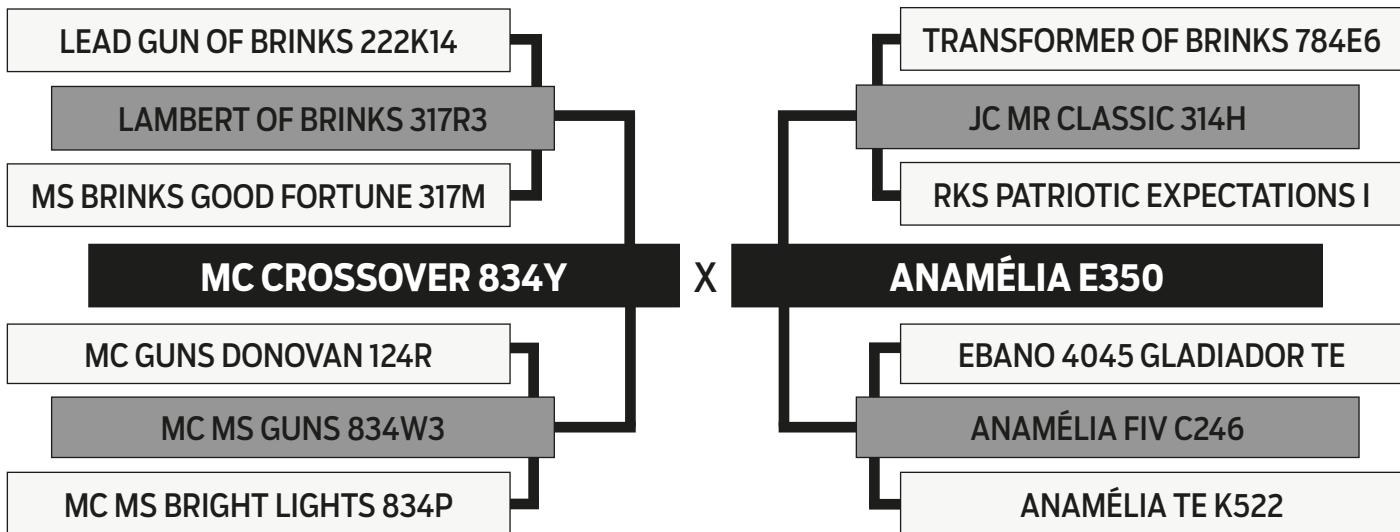 LEAD GUN OF BRINKS 222K14
LAMBERT OF BRINKS 317R3
MS BRINKS GOOD FORTUNE 317M
MC CROSSOVER 834Y
MC GUNS DONOVAN 124R
MC MS GUNS 834W3
MC MS BRIGHT LIGHTS 834P
X
TRANSFORMER OF BRINKS 784E6
JC MR CLASSIC 314H
RKS PATRIOTIC EXPECTATIONS I
ANAMÉLIA E350
EBANO 4045 GLADIADOR TE
ANAMÉLIA FIV C246
ANAMÉLIA TE K522